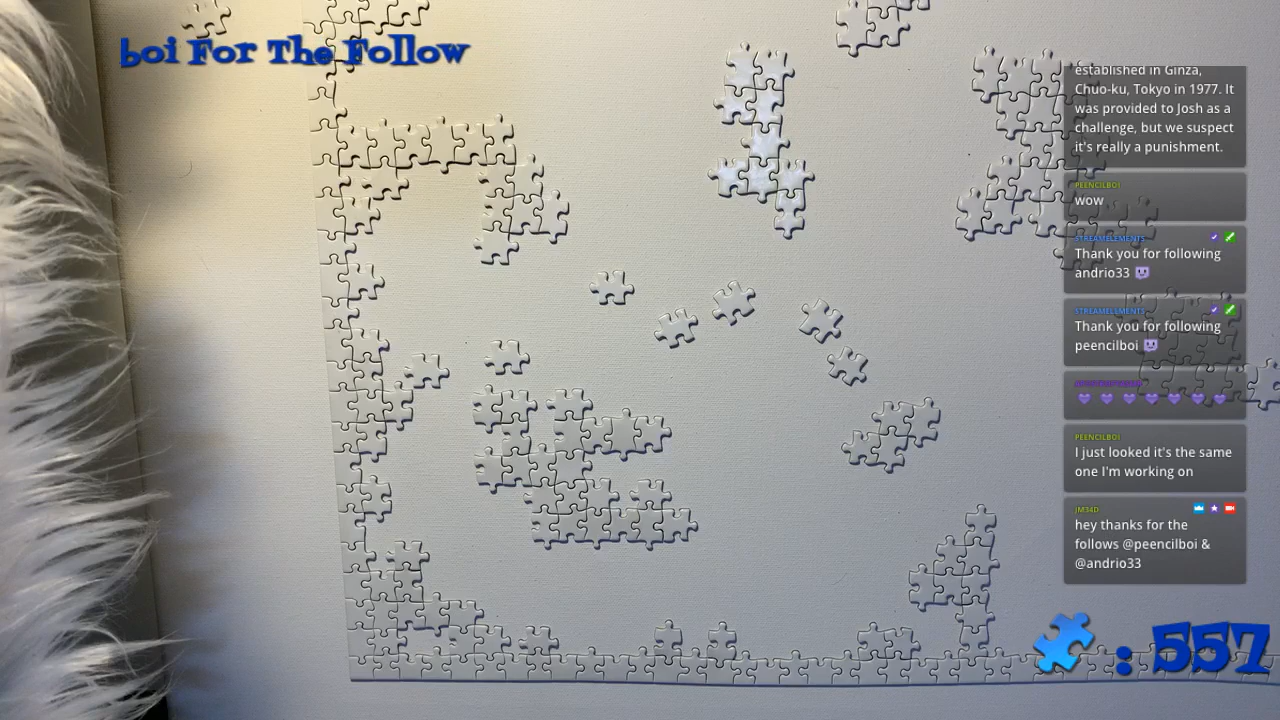 boi For The Follow
established in Ginza,
Chuo-ku, Tokyo in 1977. It
was provided to Josh as a
challenge, but we suspect
it's really a punishment.
PEENCILBOI
wow
STREAMELEMENTS
Thank you for following
andrio33
STREAMELEMENTS
Thank you for following
peencilboi
PEENCILBOI
I just looked it's the same
one I'm working on
JM34D
hey thanks for the
follows @peencilboi &
@andrio33
: 557